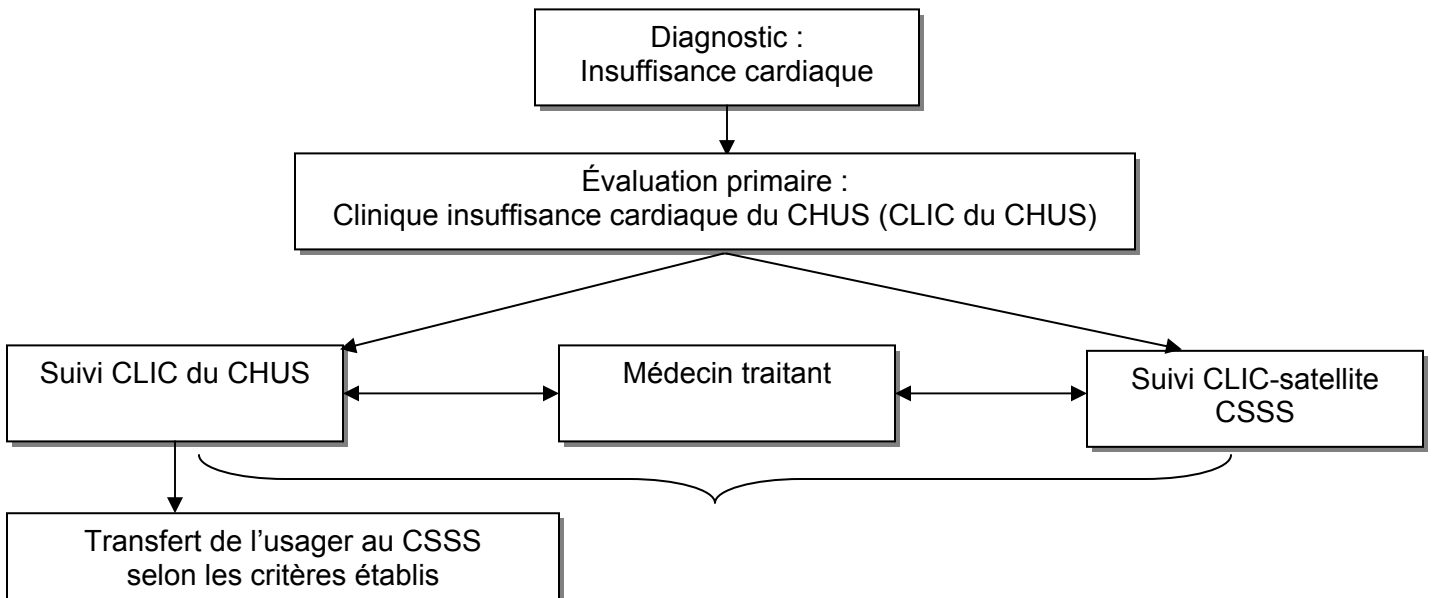 Diagnostic :
Insuffisance cardiaque
Évaluation primaire :
Clinique insuffisance cardiaque du CHUS (CLIC du CHUS)
Suivi CLIC du CHUS
Médecin traitant
Suivi CLIC-satellite
CSSS
Transfert de l’usager au CSSS
selon les critères établis